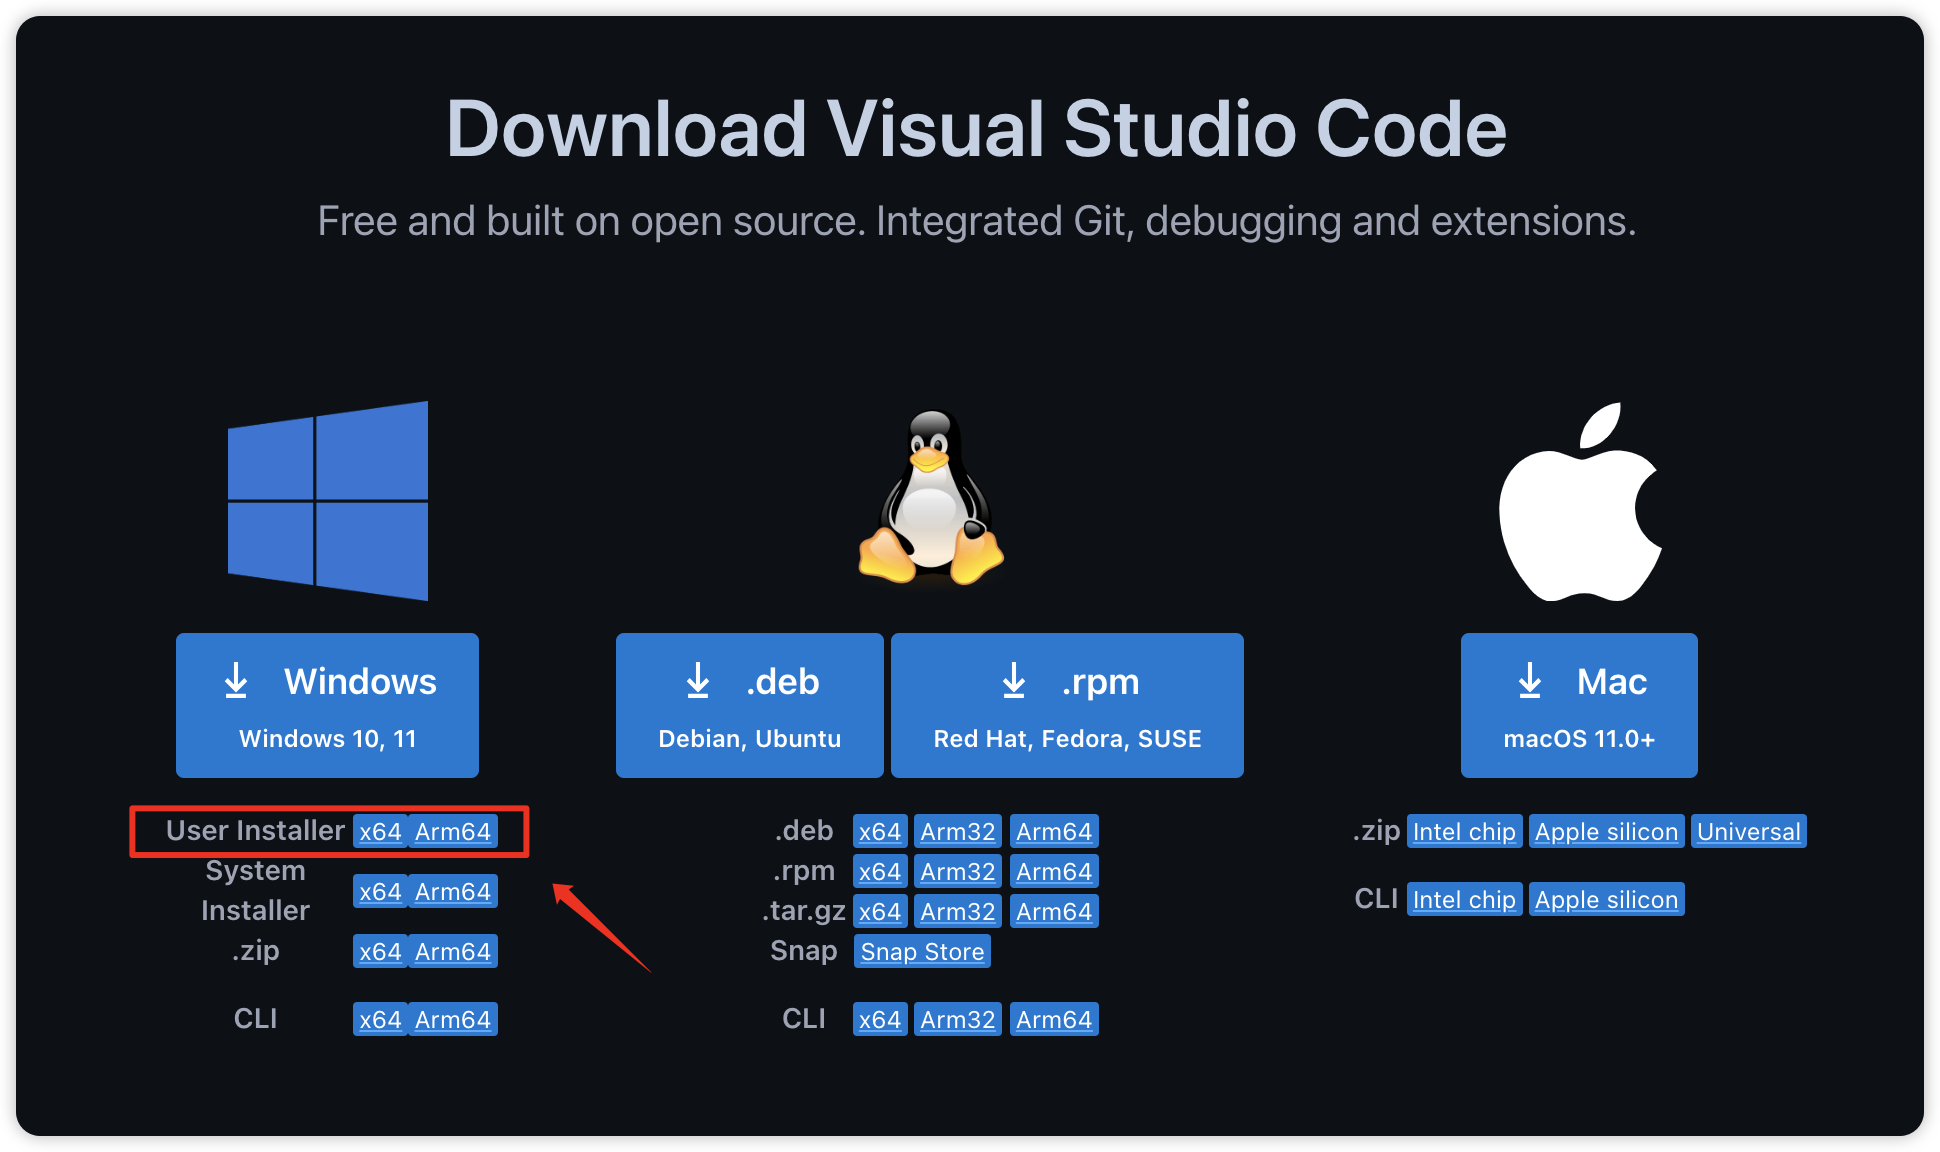 Download Visual Studio Code
Free and built on open source. Integrated Git, debugging and extensions.
Windows
Windows 10, 11
User Installer x64 Arm64
System Installer x64 Arm64
.zip x64 Arm64
CLI x64 Arm64
.deb
Debian, Ubuntu
.rpm
Red Hat, Fedora, SUSE
.deb x64 Arm32 Arm64
.rpm x64 Arm32 Arm64
.tar.gz x64 Arm32 Arm64
Snap Snap Store
CLI x64 Arm32 Arm64
Mac
macOS 11.0+
.zip Intel chip Apple silicon Universal
CLI Intel chip Apple silicon